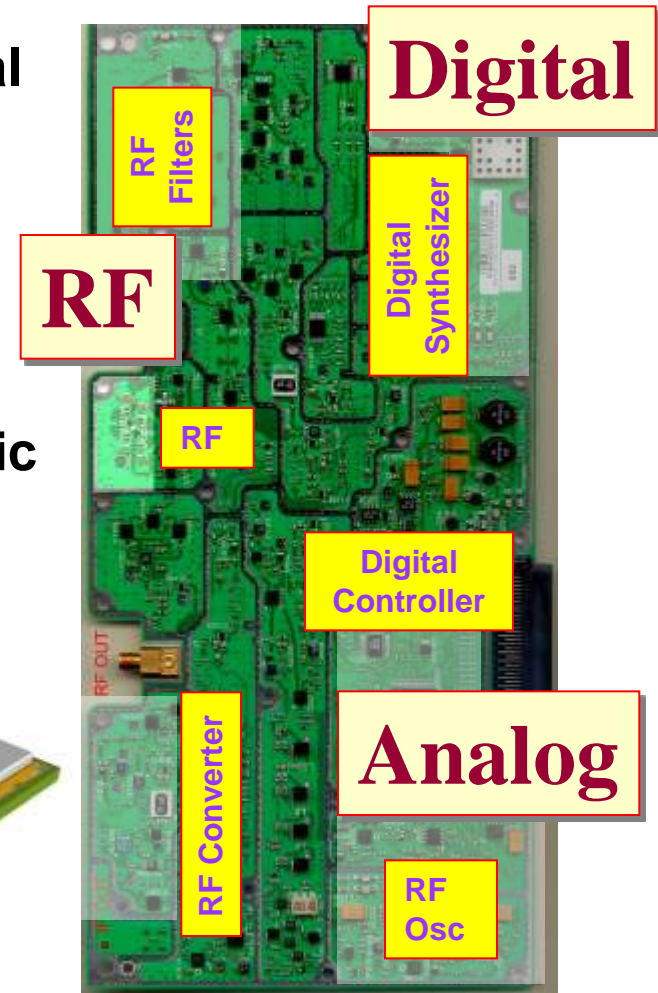 al
Digital
RF
Filters
Digital
Synthesizer
RF
RF
ic
Digital
Controller
RF OUT
Analog
RF Converter
RF
Osc